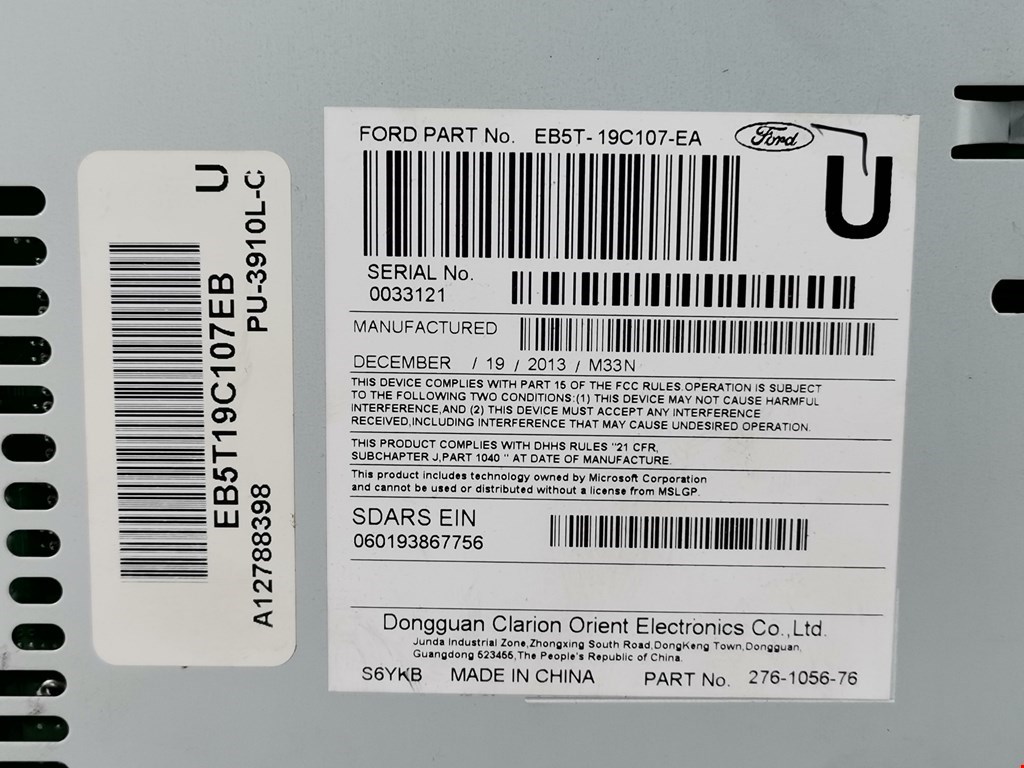 U
EB5T19C107EB
PU-3910L-C
A12788398
FORD PART No. EB5T-19C107-EA Ford
U
SERIAL No.
0033121
MANUFACTURED
DECEMBER / 19 / 2013 / M33N
THIS DEVICE COMPLIES WITH PART 15 OF THE FCC RULES.OPERATION IS SUBJECT
TO THE FOLLOWING TWO CONDITIONS:(1) THIS DEVICE MAY NOT CAUSE HARMFUL
INTERFERENCE,AND (2) THIS DEVICE MUST ACCEPT ANY INTERFERENCE
RECEIVED,INCLUDING INTERFERENCE THAT MAY CAUSE UNDESIRED OPERATION.
THIS PRODUCT COMPLIES WITH DHHS RULES "21 CFR,
SUBCHAPTER J,PART 1040 " AT DATE OF MANUFACTURE.
This product includes technology owned by Microsoft Corporation
and cannot be used or distributed without a license from MSLGP.
SDARS EIN
060193867756
Dongguan Clarion Orient Electronics Co.,Ltd.
Junda Industrial Zone,Zhongxing South Road,DongKeng Town,Dongguan,
Guangdong 523455,The People's Republic of China.
S6YKB MADE IN CHINA PART No. 276-1056-76